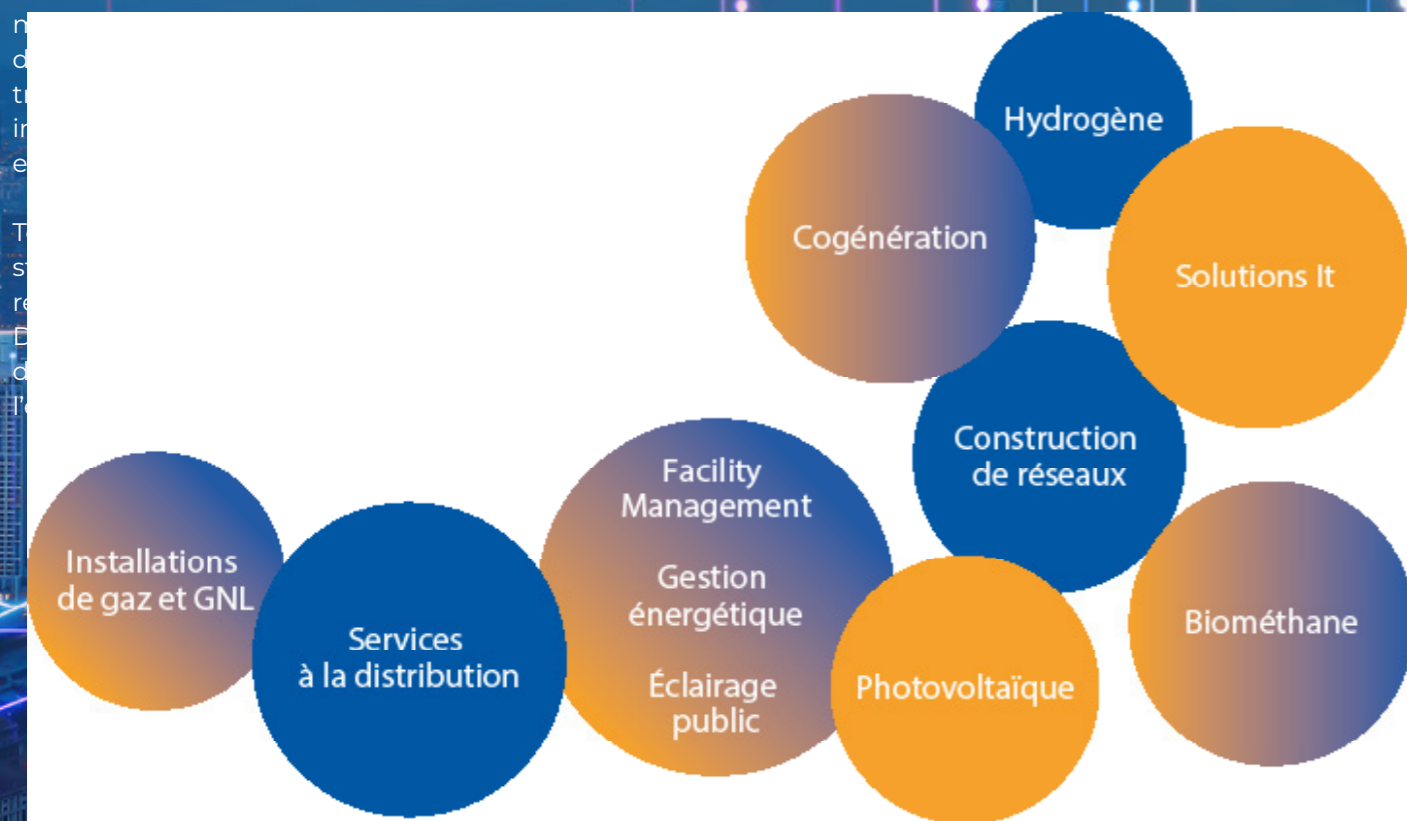 Hydrogène
Cogénération
Solutions It
Construction
de réseaux
Facility
Management
Gestion
énergétique
Éclairage
public
Installations
de gaz et GNL
Services
à la distribution
Photovoltaïque
Biométhane